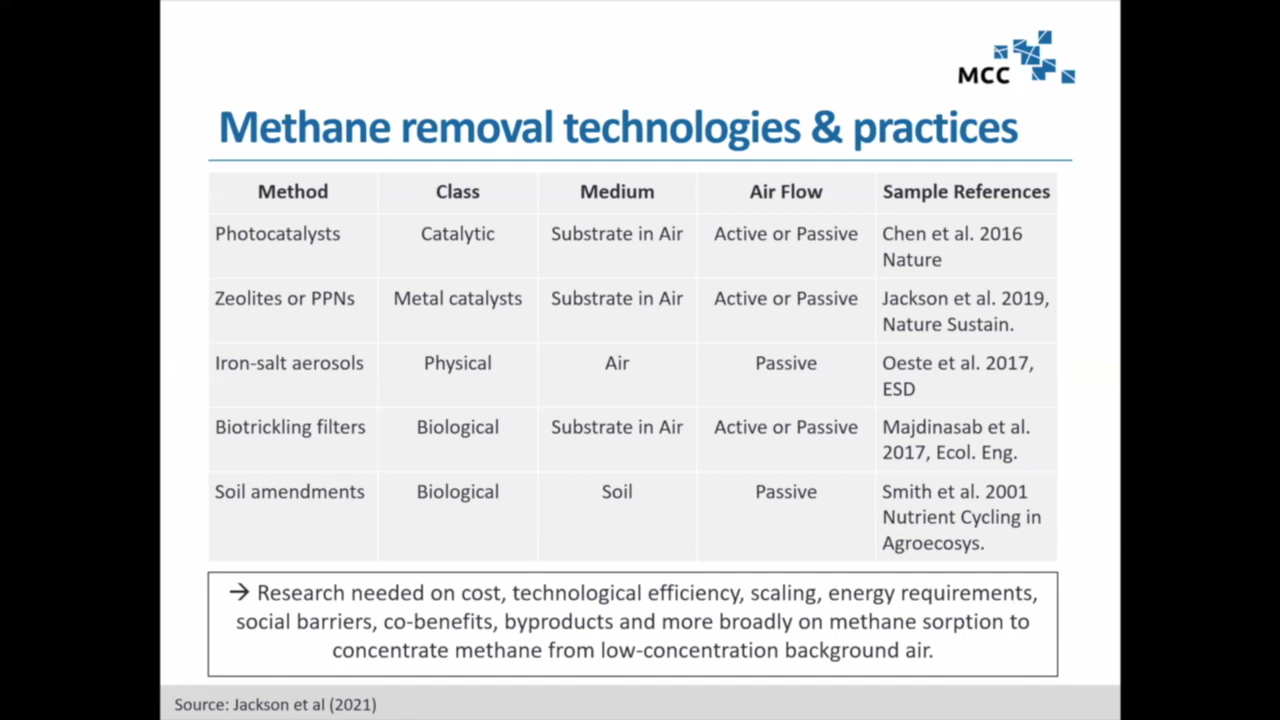 MCC
Methane removal technologies & practices
Method Class Medium Air Flow Sample References
Photocatalysts Catalytic Substrate in Air Active or Passive Chen et al. 2016
Nature
Zeolites or PPNs Metal catalysts Substrate in Air Active or Passive Jackson et al. 2019,
Nature Sustain.
Iron-salt aerosols Physical Air Passive Oeste et al. 2017,
ESD
Biotrickling filters Biological Substrate in Air Active or Passive Majdinasab et al.
2017, Ecol. Eng.
Soil amendments Biological Soil Passive Smith et al. 2001
Nutrient Cycling in
Agroecosys.
→ Research needed on cost, technological efficiency, scaling, energy requirements,
social barriers, co-benefits, byproducts and more broadly on methane sorption to
concentrate methane from low-concentration background air.
Source: Jackson et al (2021)